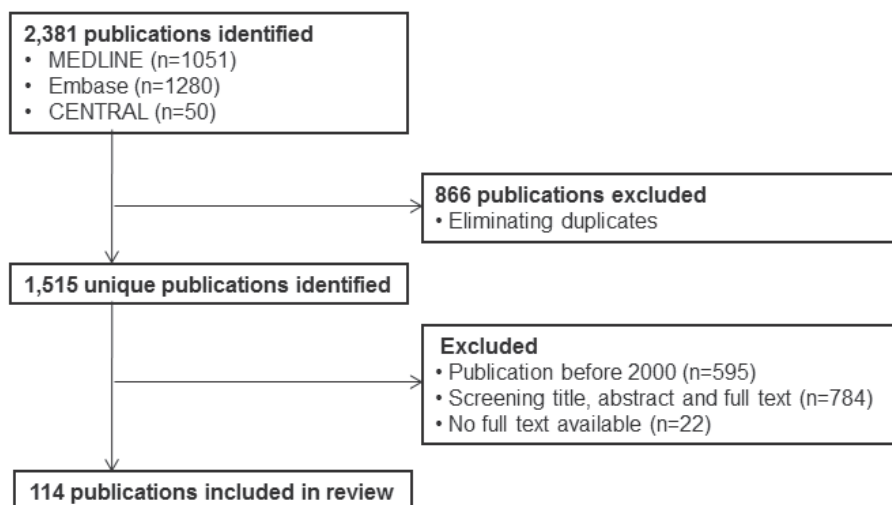 2,381 publications identified
• MEDLINE (n=1051)
• Embase (n=1280)
• CENTRAL (n=50)
866 publications excluded
• Eliminating duplicates
1,515 unique publications identified
Excluded
• Publication before 2000 (n=595)
• Screening title, abstract and full text (n=784)
• No full text available (n=22)
114 publications included in review